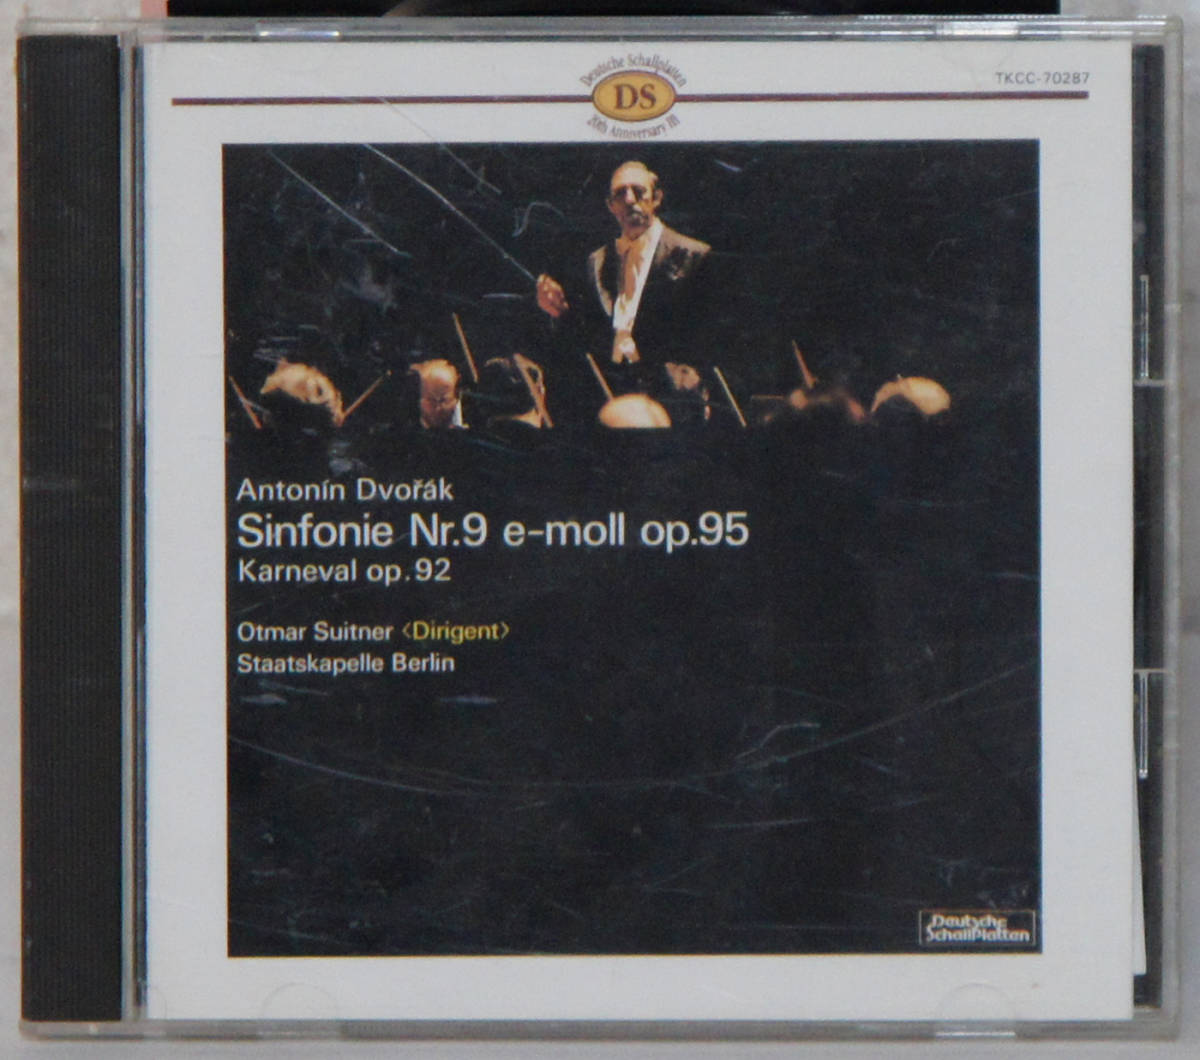 Deutsche Schallplatten
DS
20th Anniversary III
TKCC-70287
Antonín Dvořák
Sinfonie Nr.9 e-moll op.95
Karneval op.92
Otmar Suitner <Dirigent>
Staatskapelle Berlin
Deutsche
SchallPlatten